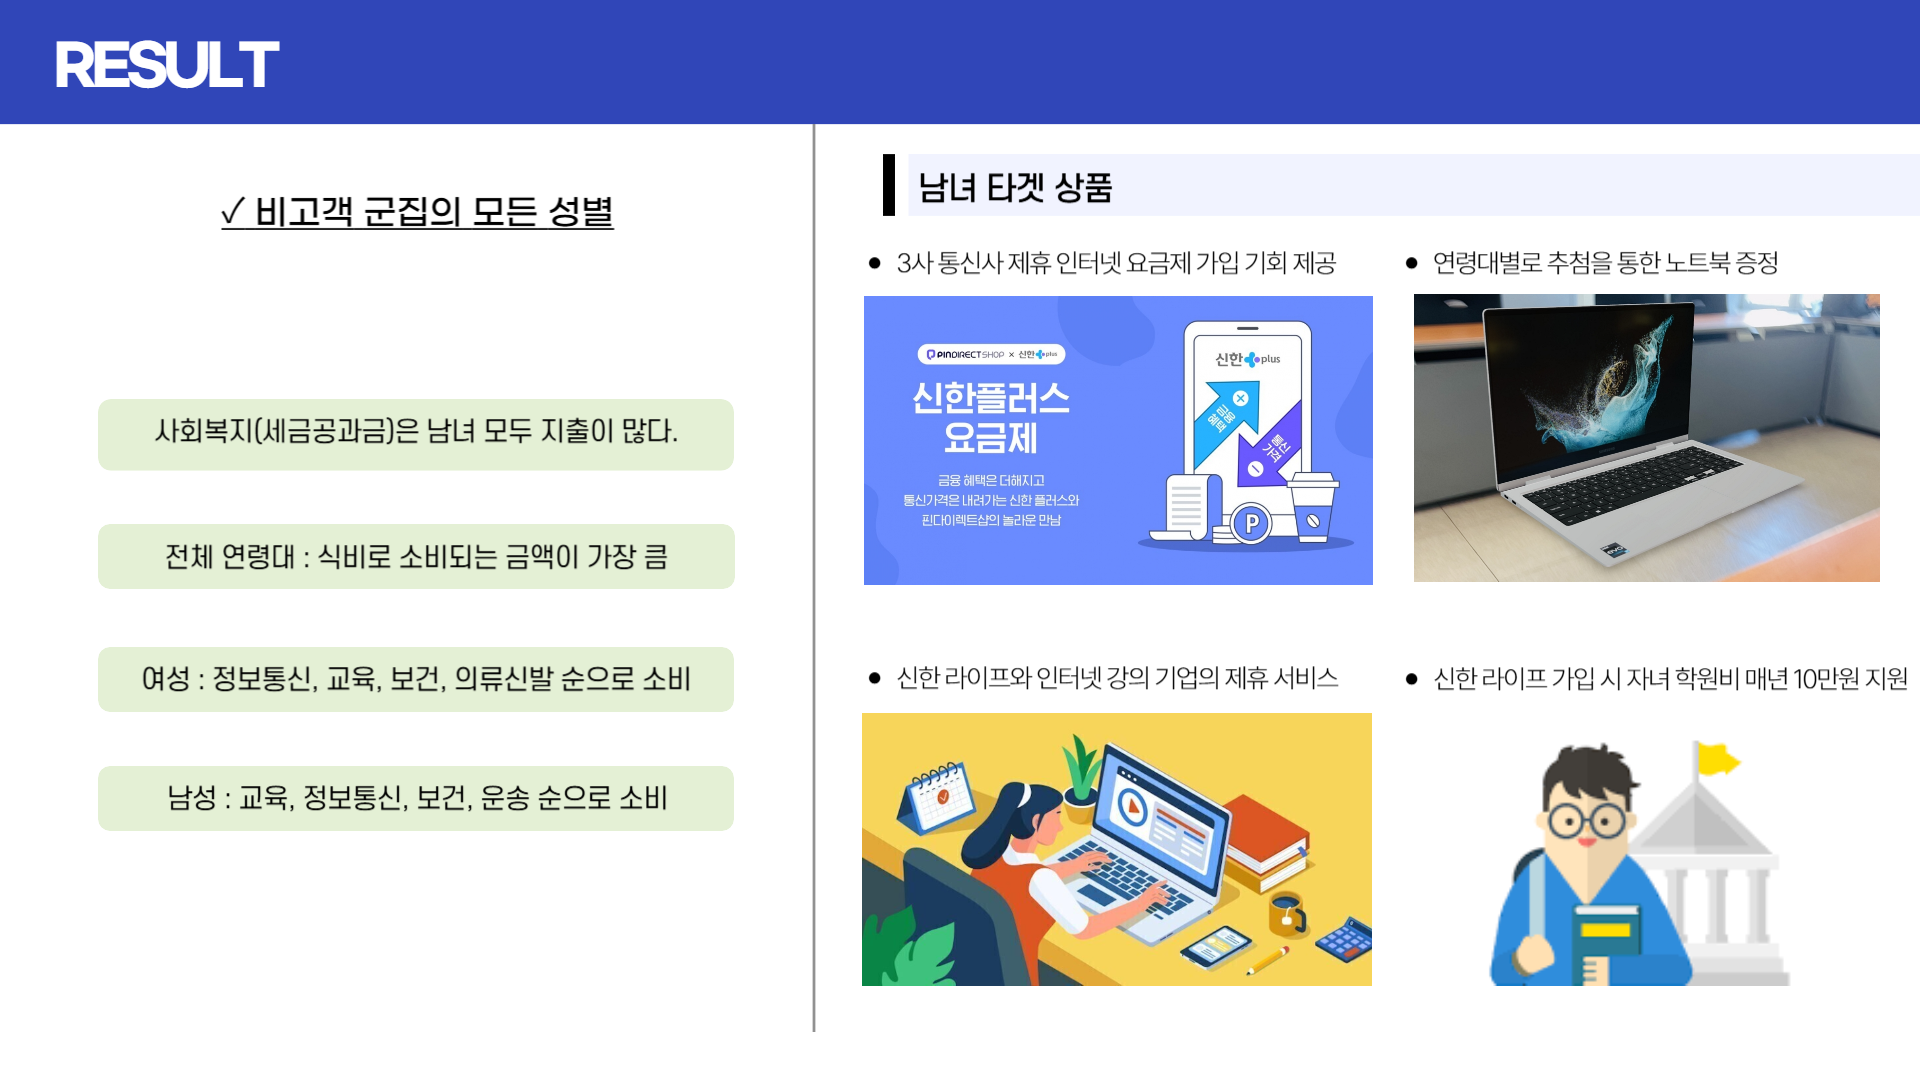 RESULT
✓ 비고객 군집의 모든 성별
사회복지(세금공과금)은 남녀 모두 지출이 많다.
전체 연령대 : 식비로 소비되는 금액이 가장 큼
여성 : 정보통신, 교육, 보건, 의류신발 순으로 소비
남성 : 교육, 정보통신, 보건, 운송 순으로 소비
남녀 타겟 상품
● 3사 통신사 제휴 인터넷 요금제 가입 기회 제공
PINDIRECTSHOP × 신한plus
신한플러스
요금제
금융 혜택은 더해지고
통신가격은 내려가는 신한 플러스와
핀다이렉트샵의 놀라운 만남
신한plus
금융
혜택
통신
가격
P
● 연령대별로 추첨을 통한 노트북 증정
● 신한 라이프와 인터넷 강의 기업의 제휴 서비스
● 신한 라이프 가입 시 자녀 학원비 매년 10만원 지원